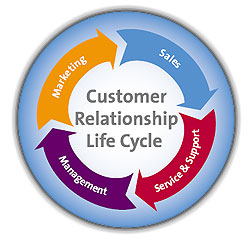 Marketing
Sales
Customer
Relationship
Life Cycle
Management
Service & Support